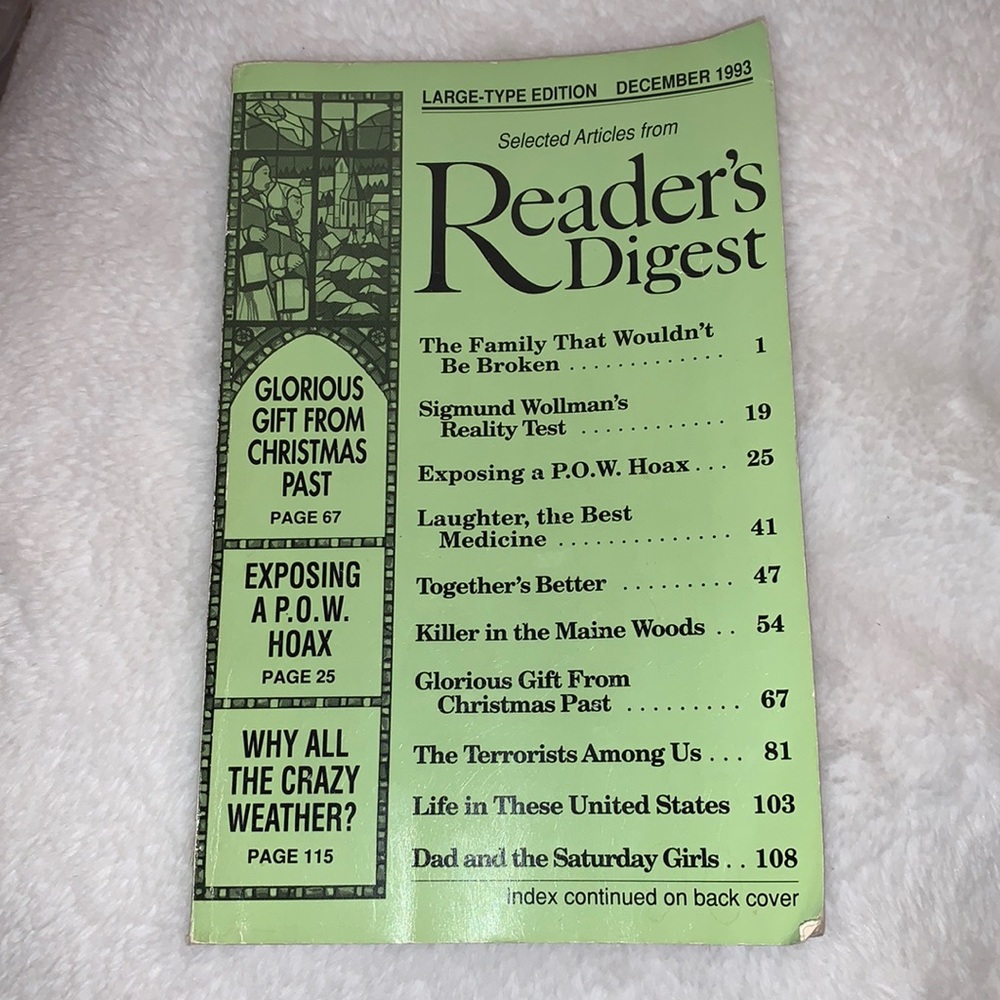 LARGE-TYPE EDITION DECEMBER 1993
Selected Articles from
Reader's
Digest
The Family That Wouldn't
Be Broken . . . . . . . . . . . . 1
Sigmund Wollman's
Reality Test . . . . . . . . . . . . 19
Exposing a P.O.W. Hoax . . . 25
Laughter, the Best
Medicine . . . . . . . . . . . . . . 41
Together's Better . . . . . . . . . 47
Killer in the Maine Woods . . 54
Glorious Gift From
Christmas Past . . . . . . . . . 67
The Terrorists Among Us . . . 81
Life in These United States 103
Dad and the Saturday Girls . . 108
Index continued on back cover
GLORIOUS
GIFT FROM
CHRISTMAS
PAST
PAGE 67
EXPOSING
A P.O.W.
HOAX
PAGE 25
WHY ALL
THE CRAZY
WEATHER?
PAGE 115